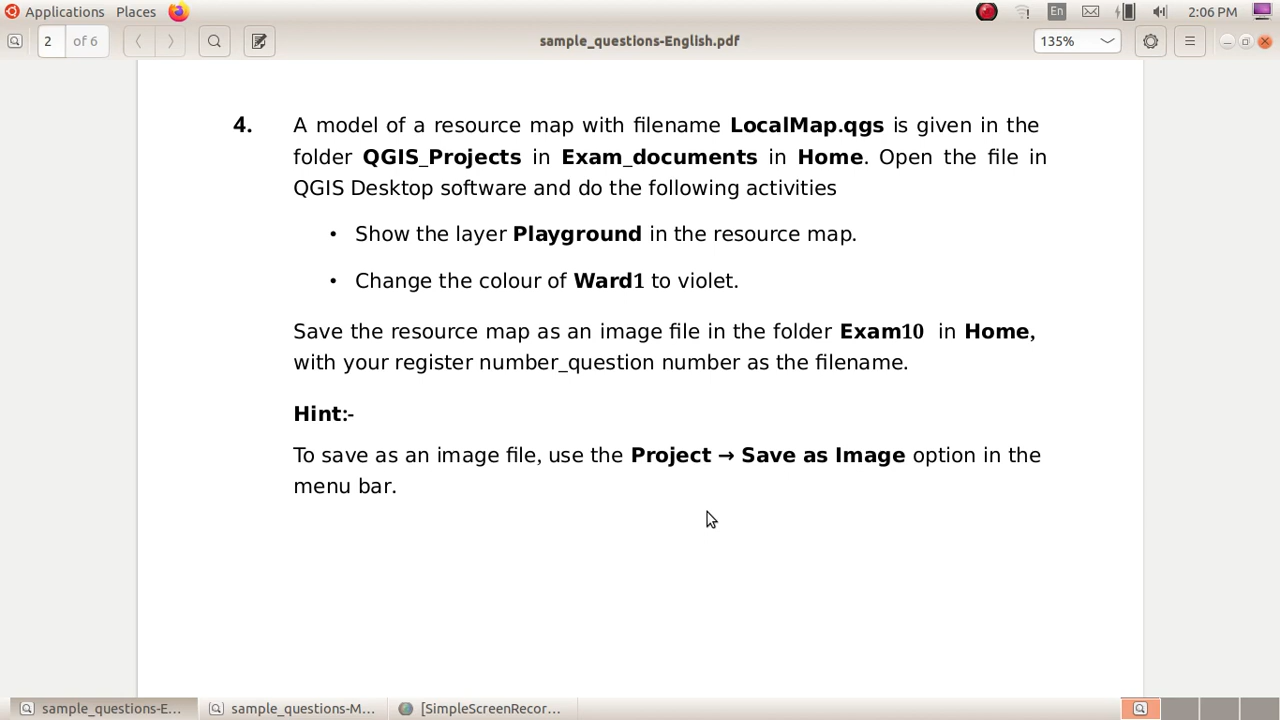 Applications Places En 2:06 PM
2 of 6 sample_questions-English.pdf 135%
4. A model of a resource map with filename LocalMap.qgs is given in the
folder QGIS_Projects in Exam_documents in Home. Open the file in
QGIS Desktop software and do the following activities
• Show the layer Playground in the resource map.
• Change the colour of Ward1 to violet.
Save the resource map as an image file in the folder Exam10 in Home,
with your register number_question number as the filename.
Hint:-
To save as an image file, use the Project → Save as Image option in the
menu bar.
sample_questions-E... sample_questions-M... [SimpleScreenRecor...